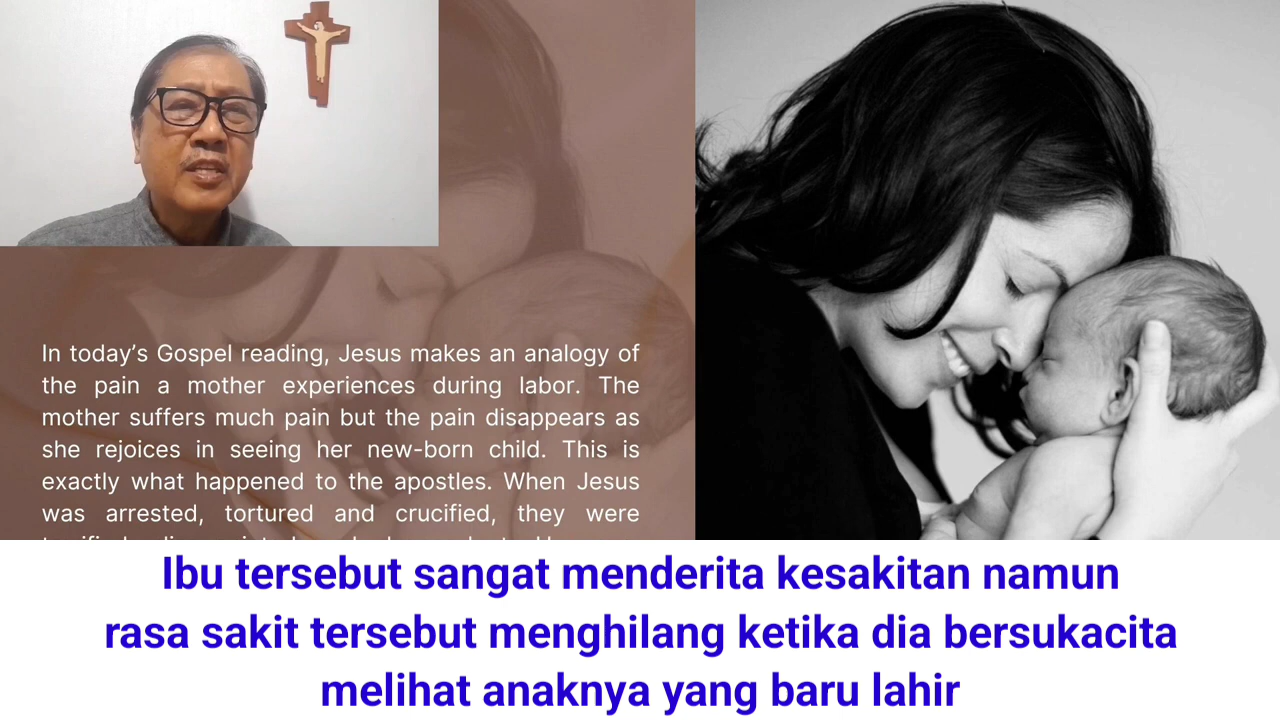 In today’s Gospel reading, Jesus makes an analogy of
the pain a mother experiences during labor. The
mother suffers much pain but the pain disappears as
she rejoices in seeing her new-born child. This is
exactly what happened to the apostles. When Jesus
was arrested, tortured and crucified, they were
Ibu tersebut sangat menderita kesakitan namun
rasa sakit tersebut menghilang ketika dia bersukacita
melihat anaknya yang baru lahir